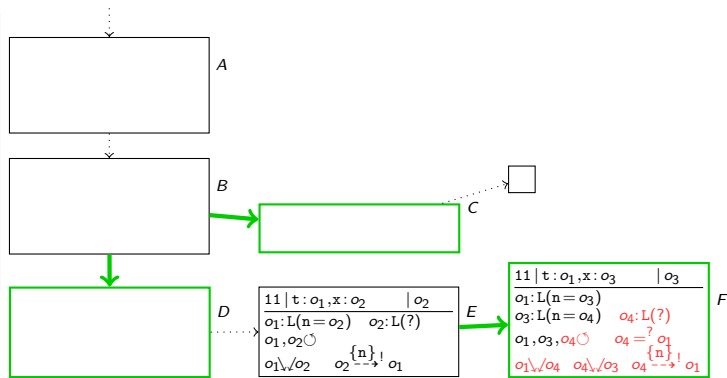 A
B
C
D
11 | t:o₁,x:o₂ | o₂
o₁:L(n=o₂) o₂:L(?)
o₁,o₂↺
o₁↘↙o₂ o₂ {n}⇢! o₁
E
11 | t:o₁,x:o₃ | o₃
o₁:L(n=o₃)
o₃:L(n=o₄) o₄:L(?)
o₁,o₃,o₄↺ o₄=?o₁
o₁↘↙o₄ o₄↘↙o₃ o₄ {n}⇢! o₁
F